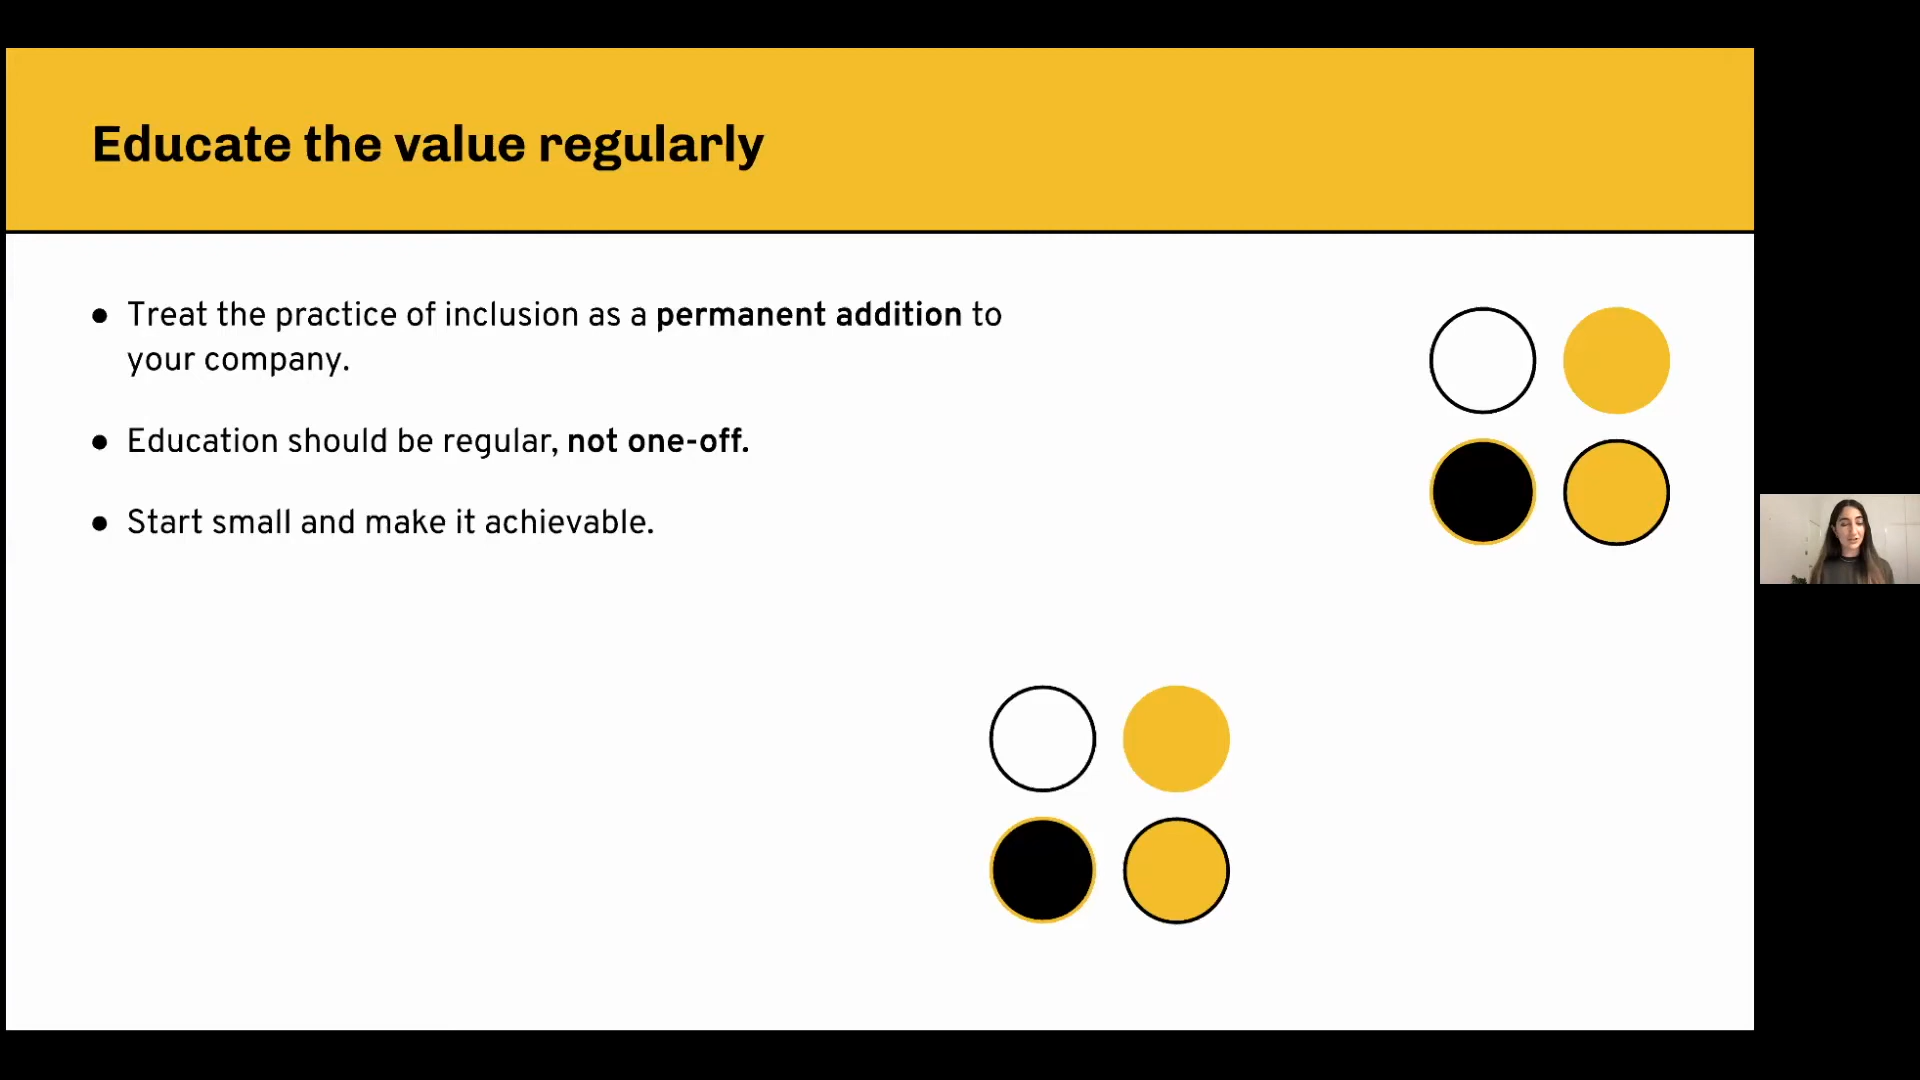 Educate the value regularly
● Treat the practice of inclusion as a permanent addition to
your company.
● Education should be regular, not one-off.
● Start small and make it achievable.